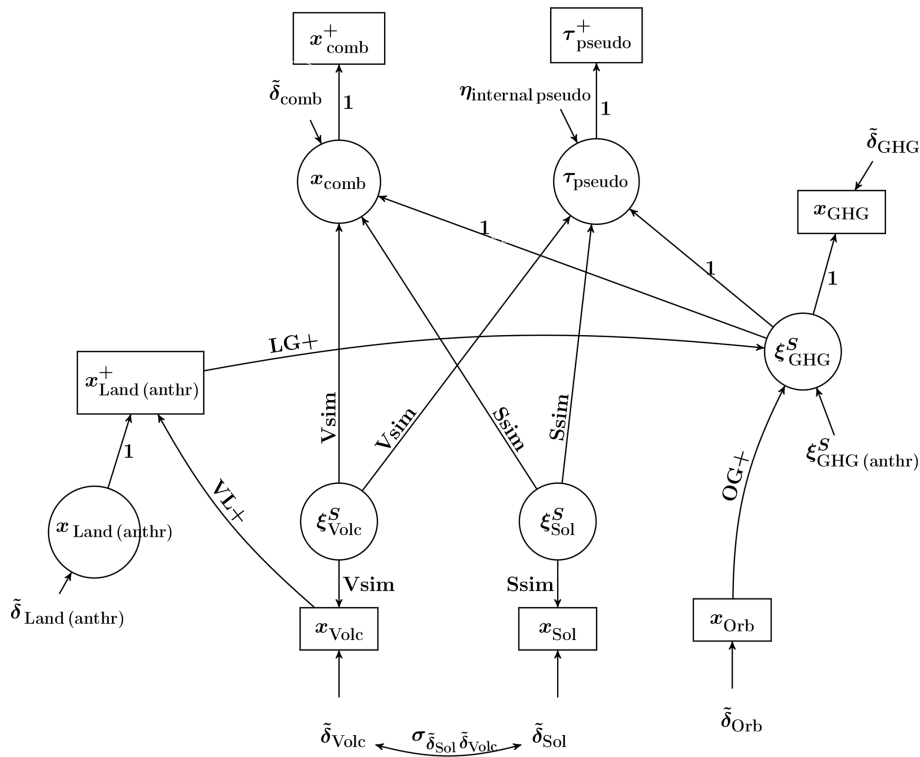 x⁺comb
τ⁺pseudo
δ̃comb
1
ηinternal pseudo
1
δ̃GHG
xcomb
τpseudo
xGHG
1
1
1
LG+
ξˢGHG
x⁺Land (anthr)
Vsim
Vsim
Ssim
Ssim
1
OG+
ξˢGHG (anthr)
VL+
x Land (anthr)
ξˢVolc
ξˢSol
Vsim
Ssim
δ̃ Land (anthr)
xVolc
xSol
xOrb
δ̃Volc
σδ̃Sol δ̃Volc
δ̃Sol
δ̃Orb